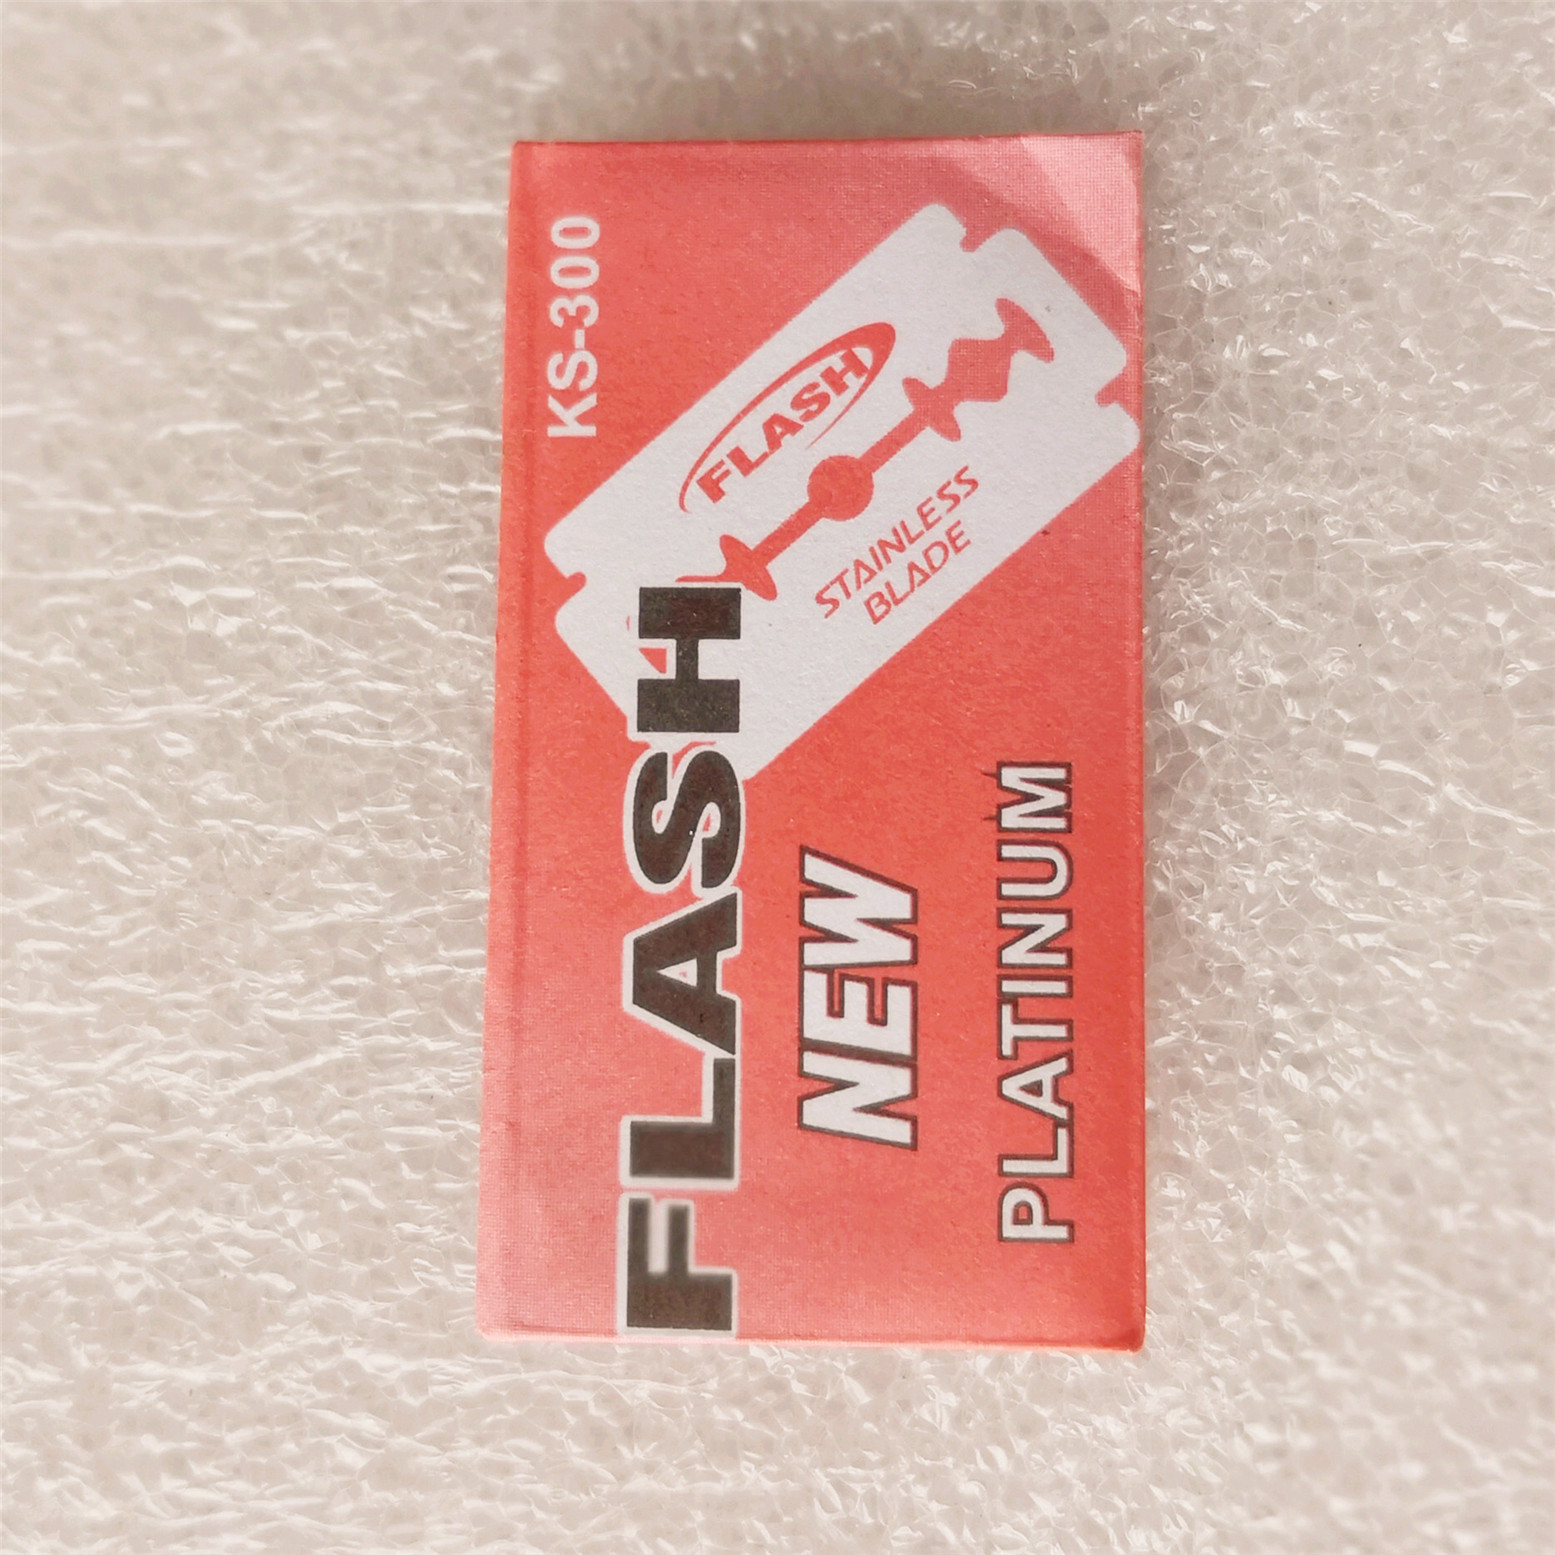 KS-300
FLASH
STAINLESS
BLADE
FLASH
NEW
PLATINUM